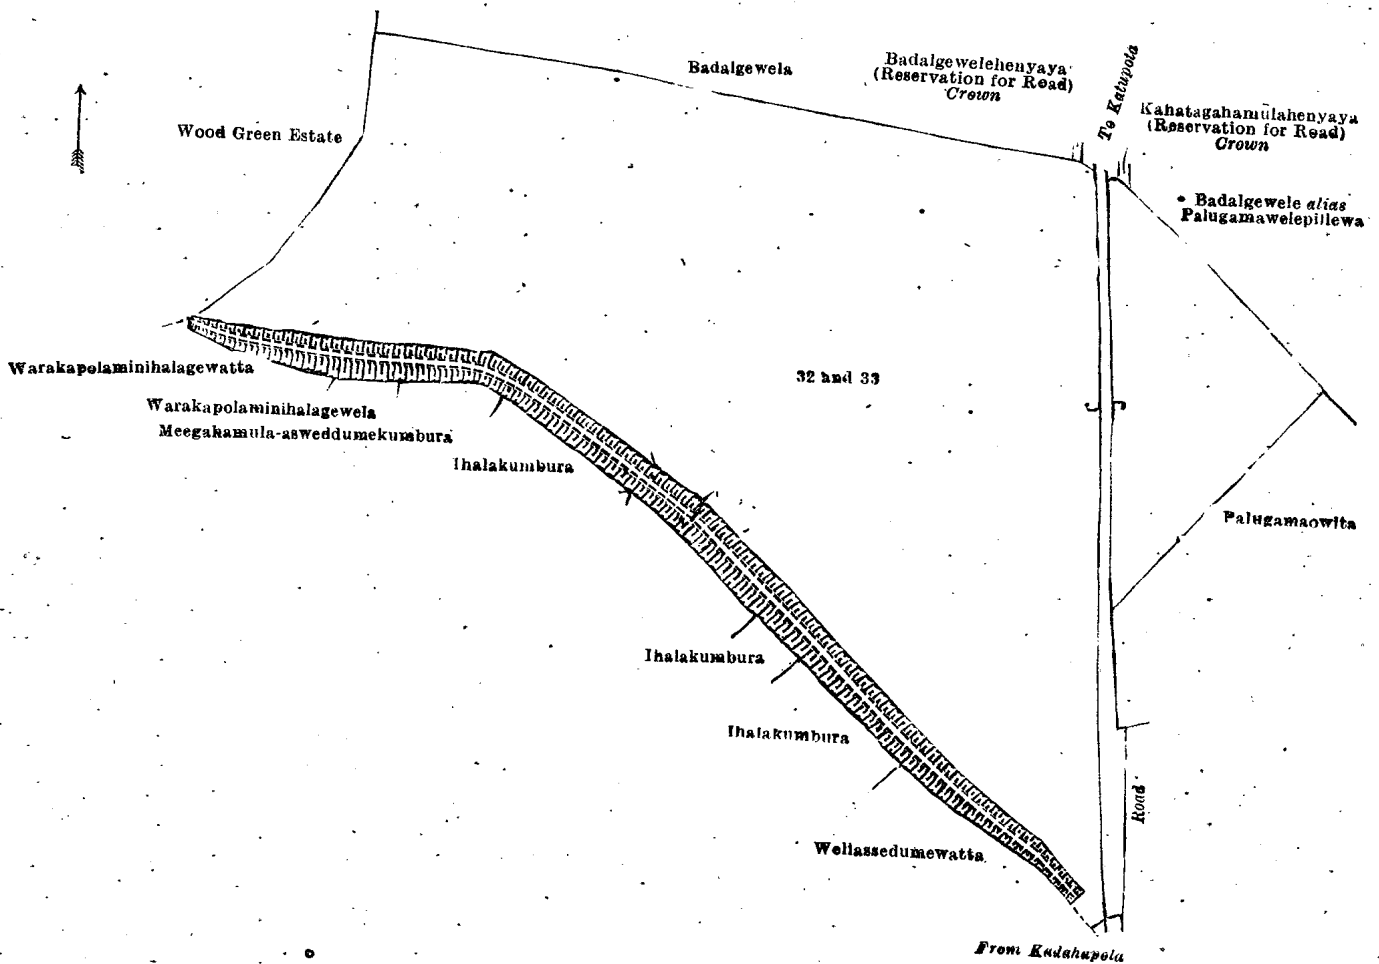 Badalgewela
Badalgewelehenyaya
(Reservation for Road)
Crown
To Katupota
Kahatagahamulahenyaya
(Reservation for Road)
Crown
Wood Green Estate
Badalgewele alias
Palugamawelepillewa
Warakapolaminihalagewatta
32 and 33
Warakapolaminihalagewela
Meegahamula-asweddumekumbura
Ihalakumbura
Palugamaowita
Ihalakumbura
Ihalakumbura
Road
Wellassedumewatta
From Kadahapola